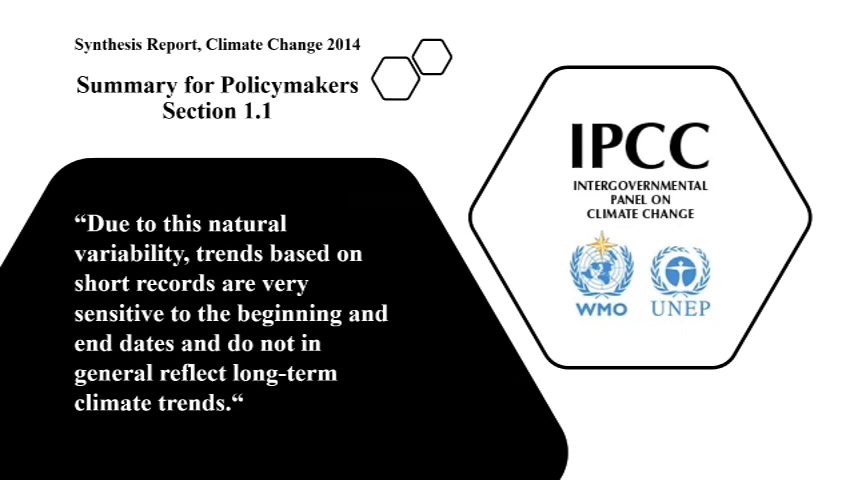 Synthesis Report, Climate Change 2014
Summary for Policymakers
Section 1.1
“Due to this natural
variability, trends based on
short records are very
sensitive to the beginning and
end dates and do not in
general reflect long-term
climate trends.“
IPCC
INTERGOVERNMENTAL
PANEL ON
CLIMATE CHANGE
WMO UNEP